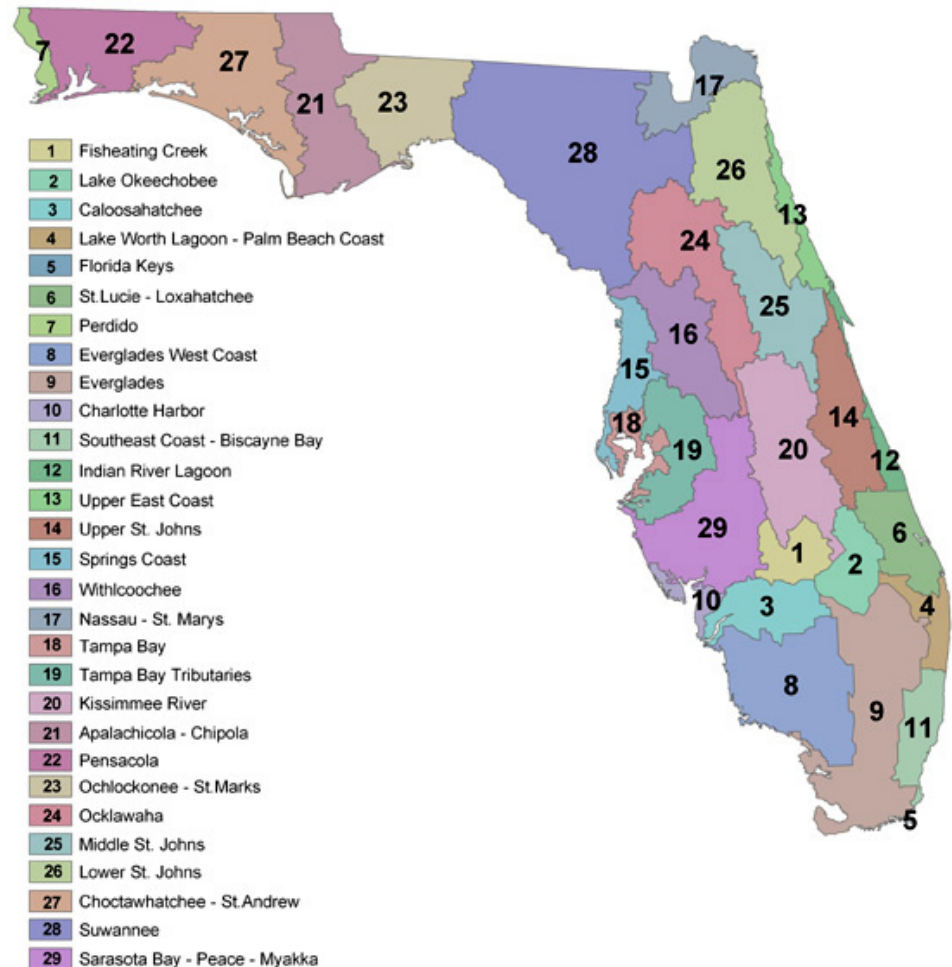 7
22
27
21
23
28
17
26
13
24
25
16
15
18
19
14
20
12
29
1
2
6
10
3
4
8
9
11
5
1 Fisheating Creek
2 Lake Okeechobee
3 Caloosahatchee
4 Lake Worth Lagoon - Palm Beach Coast
5 Florida Keys
6 St.Lucie - Loxahatchee
7 Perdido
8 Everglades West Coast
9 Everglades
10 Charlotte Harbor
11 Southeast Coast - Biscayne Bay
12 Indian River Lagoon
13 Upper East Coast
14 Upper St. Johns
15 Springs Coast
16 Withlcoochee
17 Nassau - St. Marys
18 Tampa Bay
19 Tampa Bay Tributaries
20 Kissimmee River
21 Apalachicola - Chipola
22 Pensacola
23 Ochlockonee - St.Marks
24 Ocklawaha
25 Middle St. Johns
26 Lower St. Johns
27 Choctawhatchee - St.Andrew
28 Suwannee
29 Sarasota Bay - Peace - Myakka